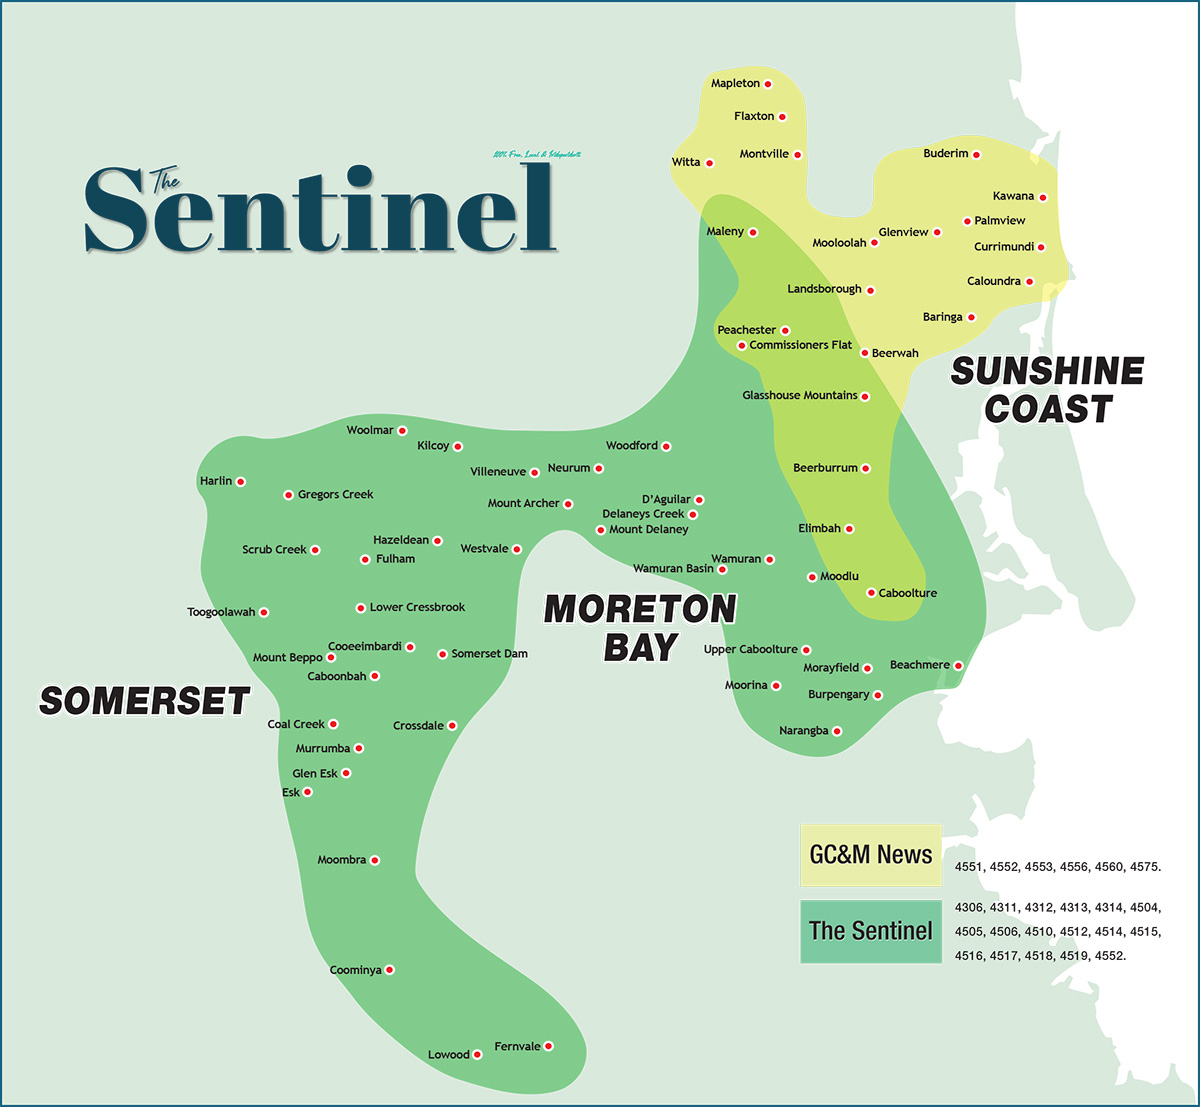 Mapleton
Flaxton
Montville
Witta
Buderim
100% Free, Local & Independent
The
Sentinel
Kawana
Palmview
Maleny
Glenview
Mooloolah
Currimundi
Caloundra
Landsborough
Baringa
Peachester
Commissioners Flat
Beerwah
SUNSHINE
COAST
Glasshouse Mountains
Woolmar
Kilcoy
Woodford
Villeneuve
Neurum
Beerburrum
Harlin
Gregors Creek
Mount Archer
D'Aguilar
Delaneys Creek
Mount Delaney
Elimbah
Hazeldean
Scrub Creek
Westvale
Fulham
Wamuran
Wamuran Basin
Moodlu
Caboolture
Toogoolawah
Lower Cressbrook
MORETON
BAY
Cooeeimbardi
Somerset Dam
Mount Beppo
Caboonbah
Upper Caboolture
Morayfield
Beachmere
Moorina
Burpengary
SOMERSET
Coal Creek
Crossdale
Narangba
Murrumba
Glen Esk
Esk
Moombra
GC&M News
4551, 4552, 4553, 4556, 4560, 4575.
The Sentinel
4306, 4311, 4312, 4313, 4314, 4504,
4505, 4506, 4510, 4512, 4514, 4515,
4516, 4517, 4518, 4519, 4552.
Coominya
Lowood
Fernvale